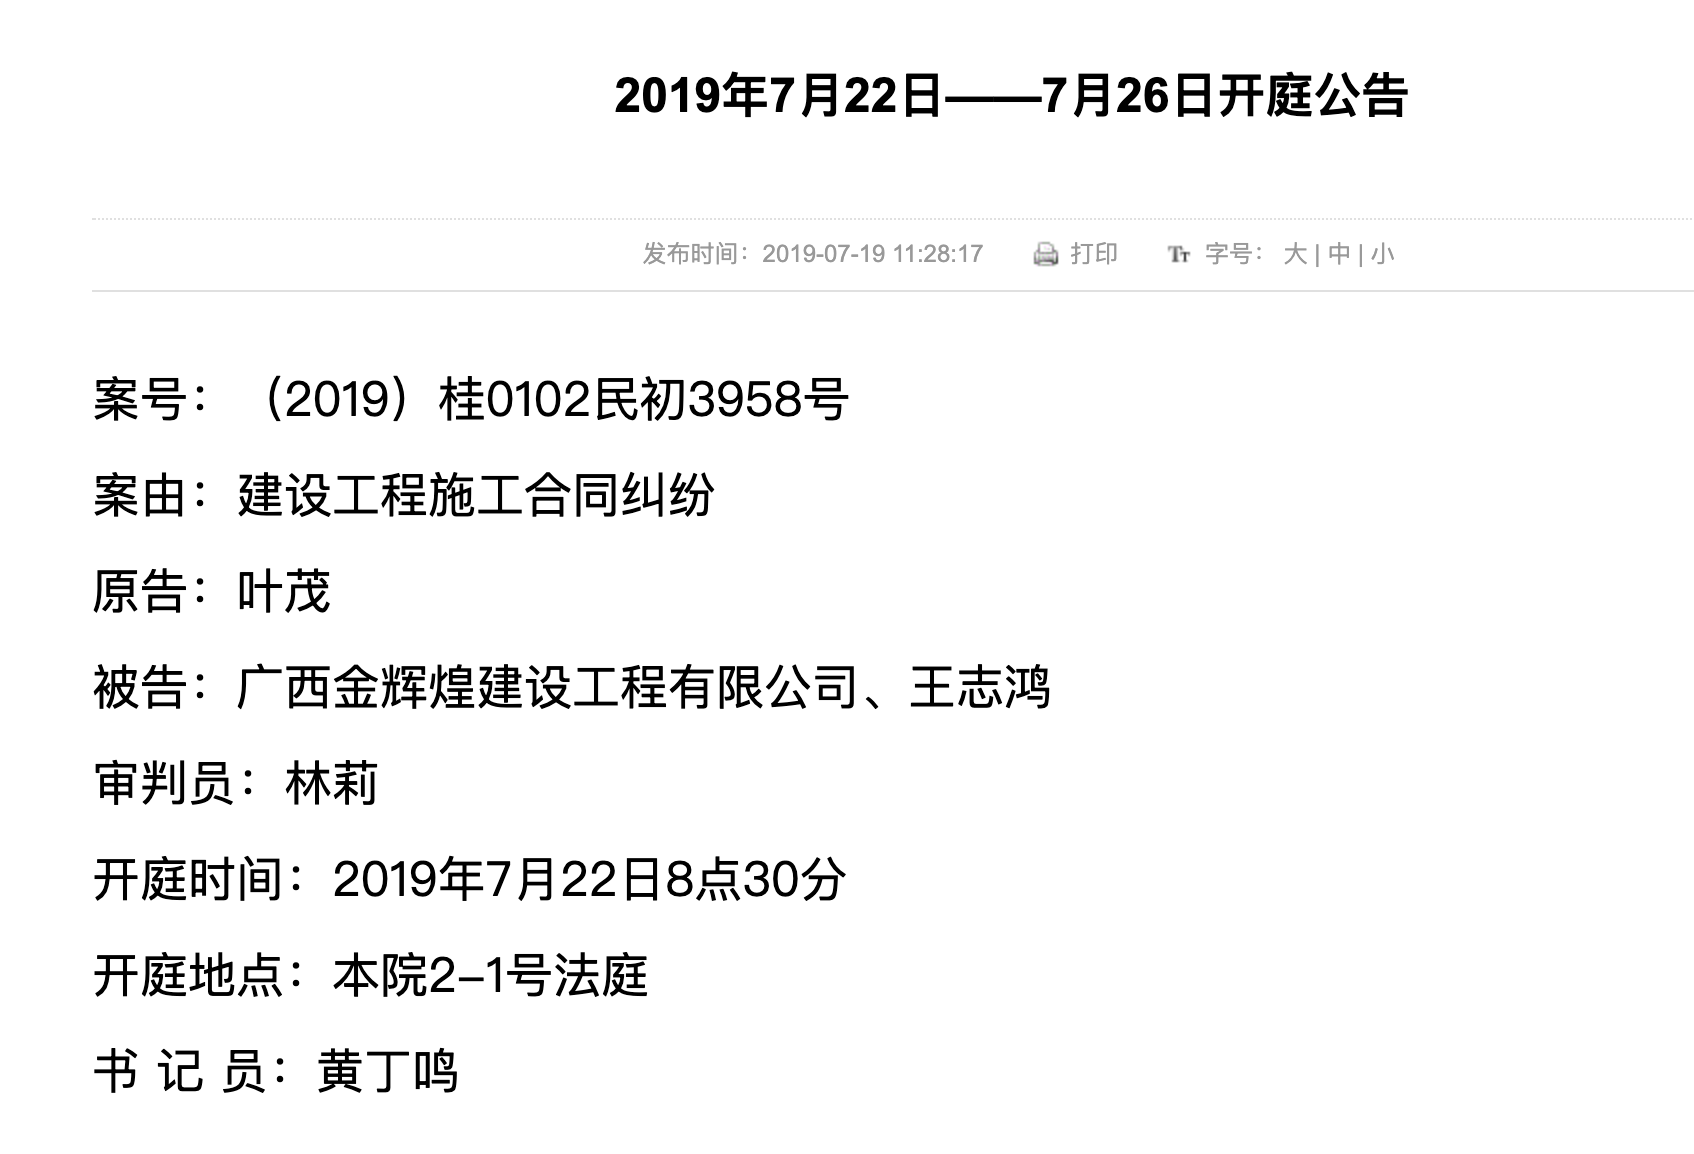 2019年7月22日——7月26日开庭公告
发布时间：2019-07-19 11:28:17 打印 Tr 字号： 大 | 中 | 小
案号：（2019）桂0102民初3958号
案由：建设工程施工合同纠纷
原告：叶茂
被告：广西金辉煌建设工程有限公司、王志鸿
审判员：林莉
开庭时间：2019年7月22日8点30分
开庭地点：本院2-1号法庭
书 记 员：黄丁鸣